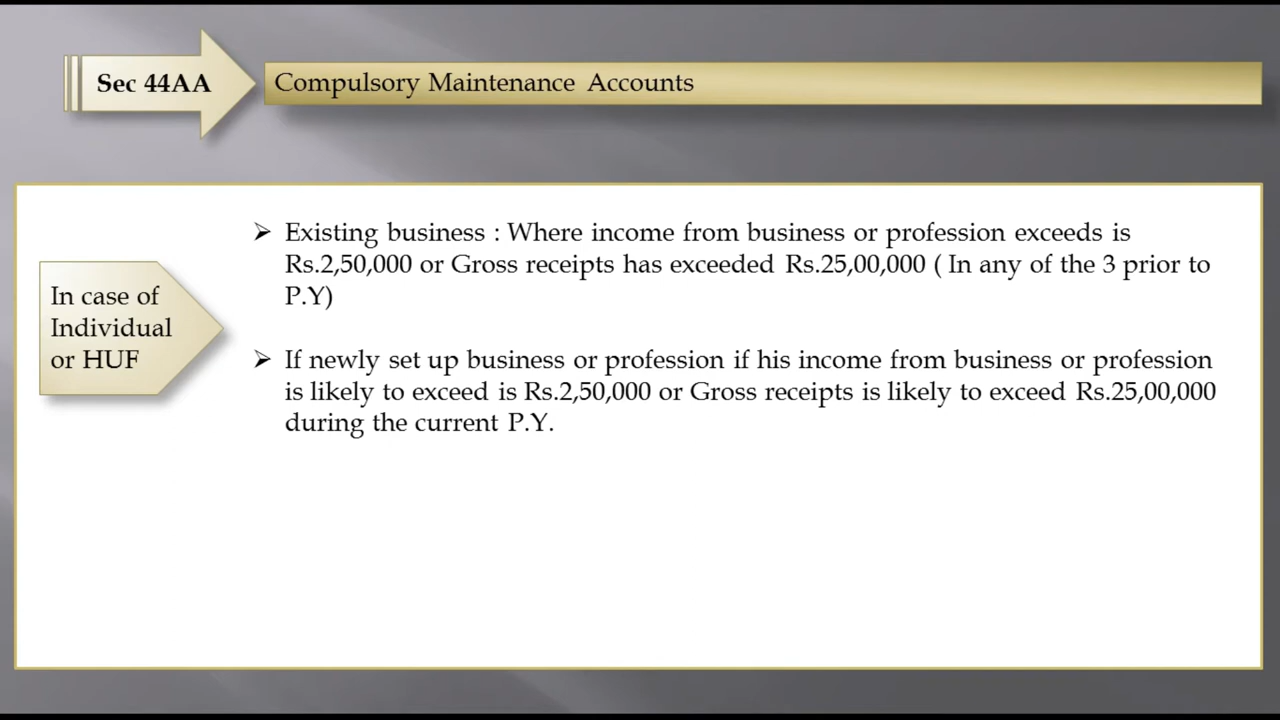 Sec 44AA
Compulsory Maintenance Accounts
In case of
Individual
or HUF
➢ Existing business : Where income from business or profession exceeds is
Rs.2,50,000 or Gross receipts has exceeded Rs.25,00,000 ( In any of the 3 prior to
P.Y)
➢ If newly set up business or profession if his income from business or profession
is likely to exceed is Rs.2,50,000 or Gross receipts is likely to exceed Rs.25,00,000
during the current P.Y.